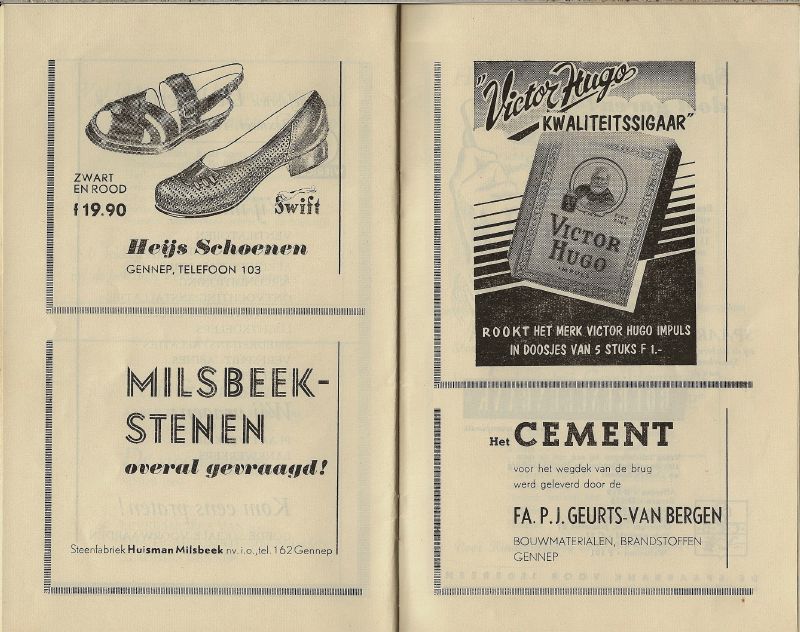 ZWART
EN ROOD
f 19.90
Swift
Heijs Schoenen
GENNEP, TELEFOON 103
MILSBEEK-
STENEN
overal gevraagd!
Steenfabriek Huisman Milsbeek nv. i.o., tel. 162 Gennep
"Victor Hugo
KWALITEITSSIGAAR"
VICTOR
HUGO
IMPULS
ROOKT HET MERK VICTOR HUGO IMPULS
IN DOOSJES VAN 5 STUKS F 1.-
Het CEMENT
voor het wegdek van de brug
werd geleverd door de
FA. P. J. GEURTS-VAN BERGEN
BOUWMATERIALEN, BRANDSTOFFEN
GENNEP